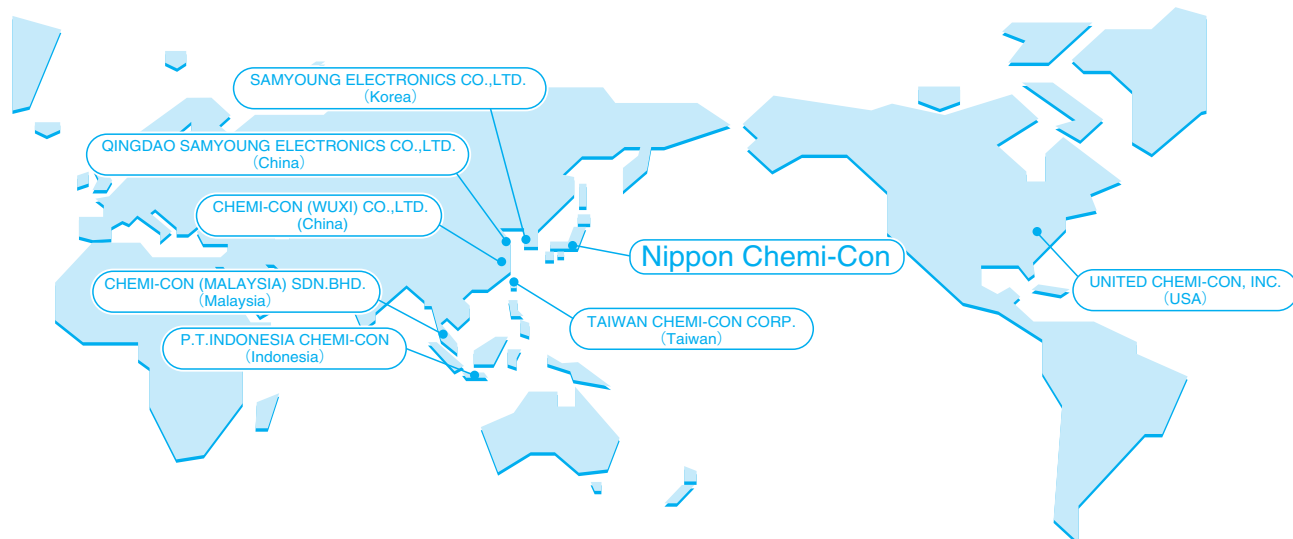 SAMYOUNG ELECTRONICS CO.,LTD.
（Korea）
QINGDAO SAMYOUNG ELECTRONICS CO.,LTD.
（China）
CHEMI-CON (WUXI) CO.,LTD.
(China)
Nippon Chemi-Con
CHEMI-CON (MALAYSIA) SDN.BHD.
（Malaysia）
UNITED CHEMI-CON, INC.
（USA）
TAIWAN CHEMI-CON CORP.
（Taiwan）
P.T.INDONESIA CHEMI-CON
（Indonesia）